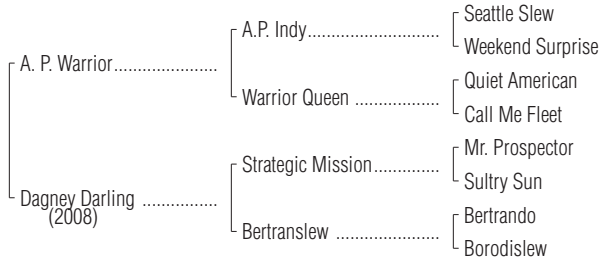 Seattle Slew
A.P. Indy..............................
Weekend Surprise
A. P. Warrior........................
Quiet American
Warrior Queen ...................
Call Me Fleet
Mr. Prospector
Strategic Mission...............
Sultry Sun
Dagney Darling .................
(2008)
Bertrando
Bertranslew .......................
Borodislew